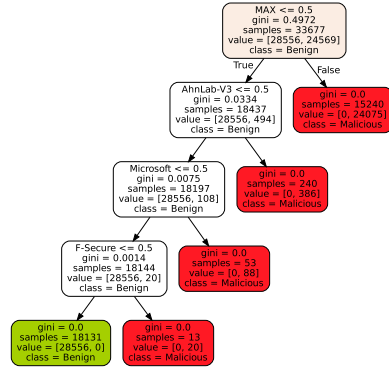 MAX <= 0.5
gini = 0.4972
samples = 33677
value = [28556, 24569]
class = Benign
True
False
AhnLab-V3 <= 0.5
gini = 0.0334
samples = 18437
value = [28556, 494]
class = Benign
gini = 0.0
samples = 15240
value = [0, 24075]
class = Malicious
Microsoft <= 0.5
gini = 0.0075
samples = 18197
value = [28556, 108]
class = Benign
gini = 0.0
samples = 240
value = [0, 386]
class = Malicious
F-Secure <= 0.5
gini = 0.0014
samples = 18144
value = [28556, 20]
class = Benign
gini = 0.0
samples = 53
value = [0, 88]
class = Malicious
gini = 0.0
samples = 18131
value = [28556, 0]
class = Benign
gini = 0.0
samples = 13
value = [0, 20]
class = Malicious